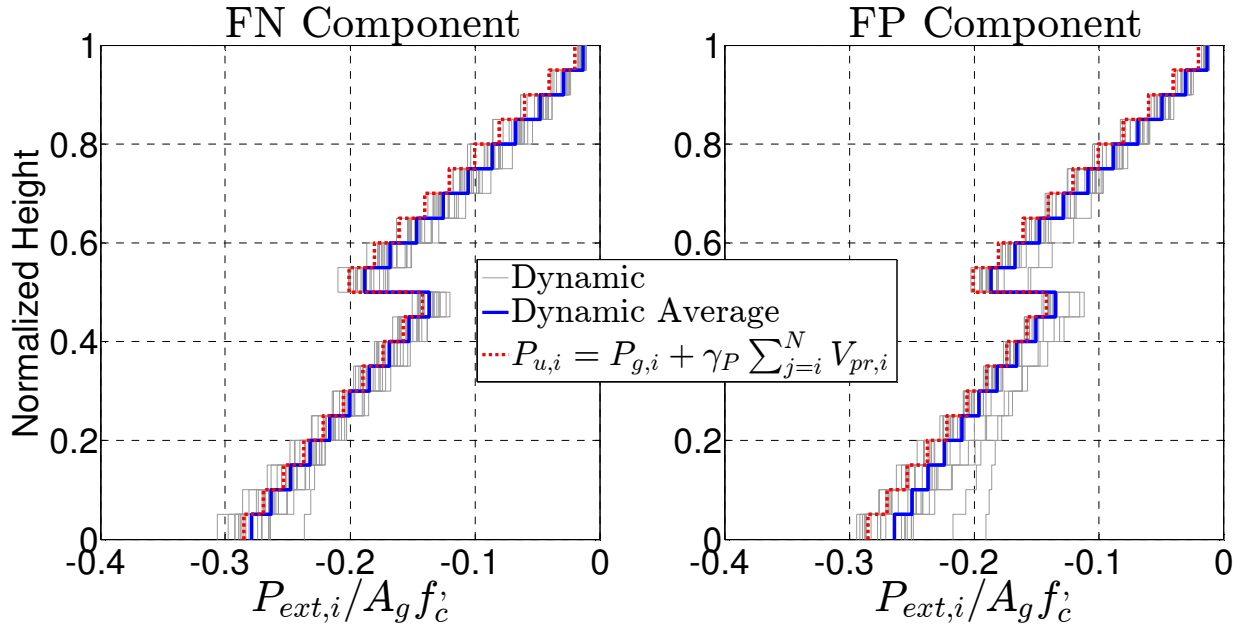 FN Component
FP Component
Normalized Height
1
0.8
0.6
0.4
0.2
0
-0.4 -0.3 -0.2 -0.1 0
P_{ext,i}/A_g f_c^,
1
0.8
0.6
0.4
0.2
0
-0.4 -0.3 -0.2 -0.1 0
P_{ext,i}/A_g f_c^,
Dynamic
Dynamic Average
P_{u,i} = P_{g,i} + γ_P ∑_{j=i}^N V_{pr,i}